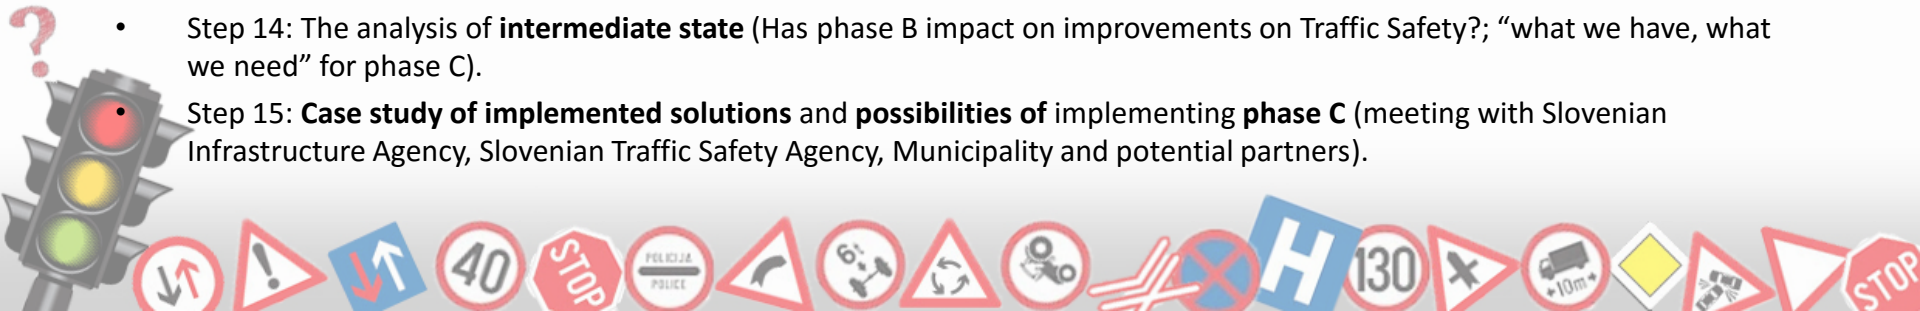 ?
• Step 14: The analysis of intermediate state (Has phase B impact on improvements on Traffic Safety?; “what we have, what
we need” for phase C).
• Step 15: Case study of implemented solutions and possibilities of implementing phase C (meeting with Slovenian
Infrastructure Agency, Slovenian Traffic Safety Agency, Municipality and potential partners).
!
40
STOP
POLICIJA
POLICE
6t
H
130
10m
STOP